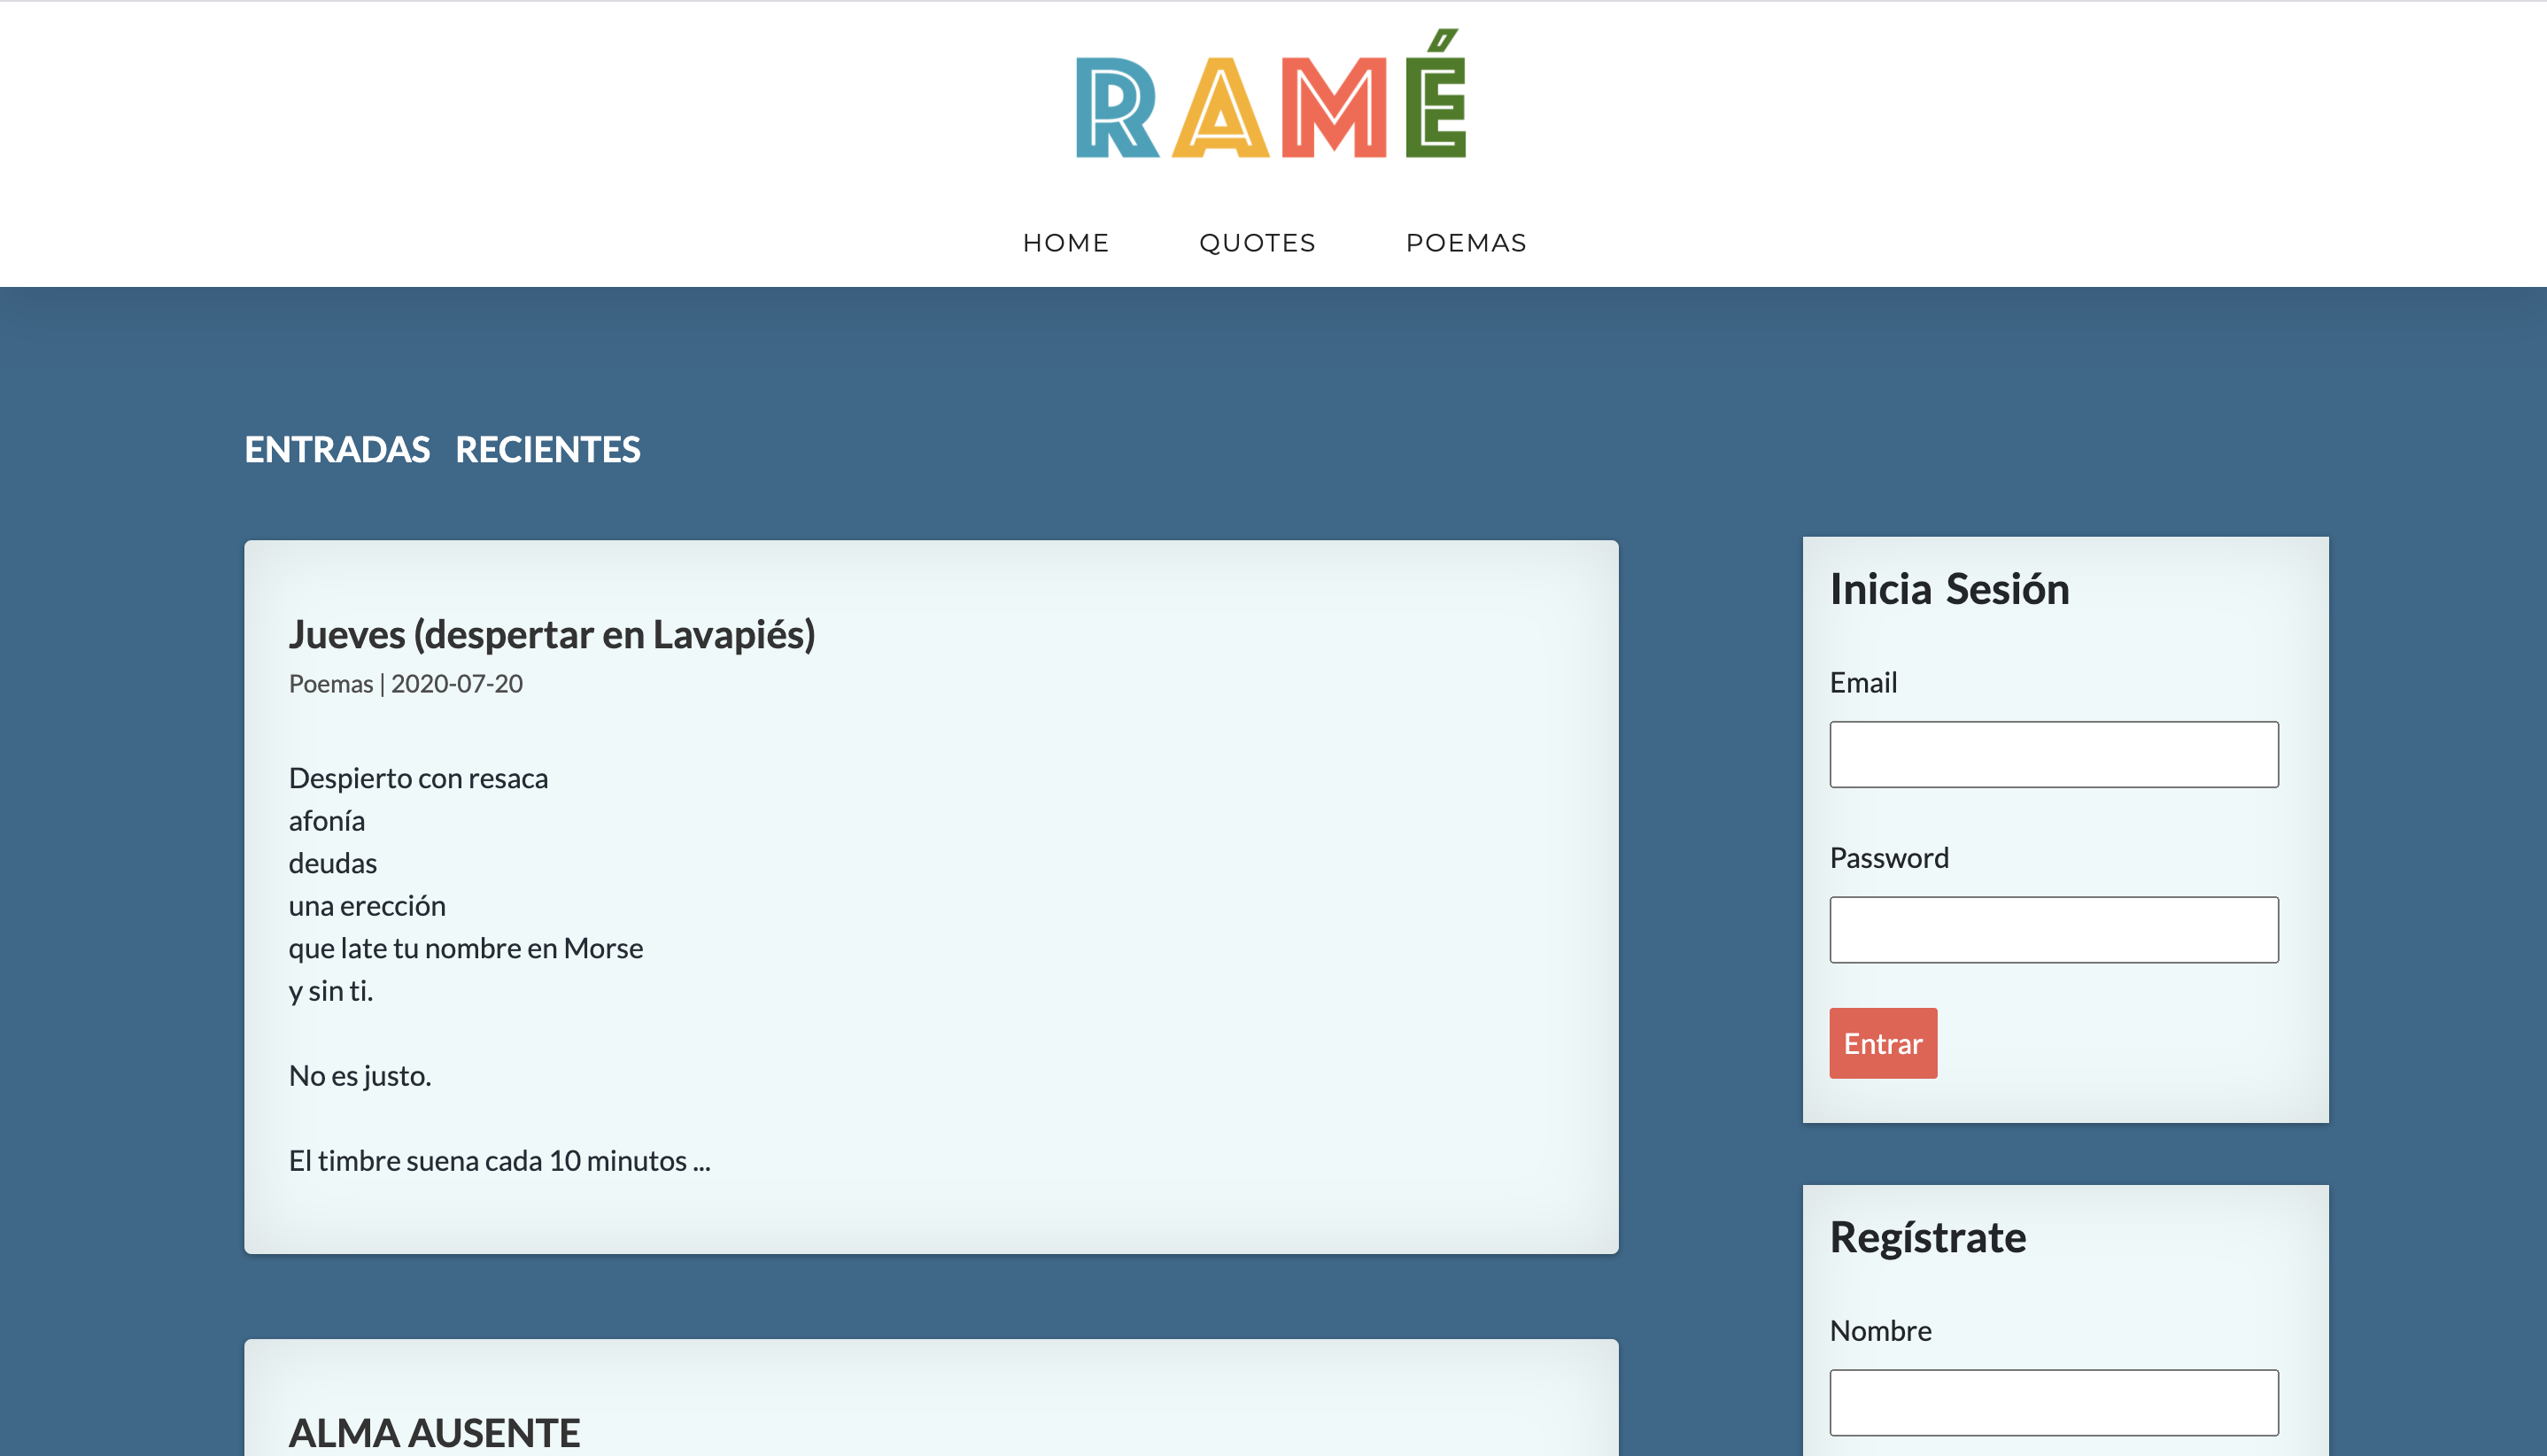 RAMÉ
HOME QUOTES POEMAS
ENTRADAS RECIENTES
Jueves (despertar en Lavapiés)
Poemas | 2020-07-20
Despierto con resaca
afonía
deudas
una erección
que late tu nombre en Morse
y sin ti.
No es justo.
El timbre suena cada 10 minutos ...
ALMA AUSENTE
Inicia Sesión
Email
Password
Entrar
Regístrate
Nombre